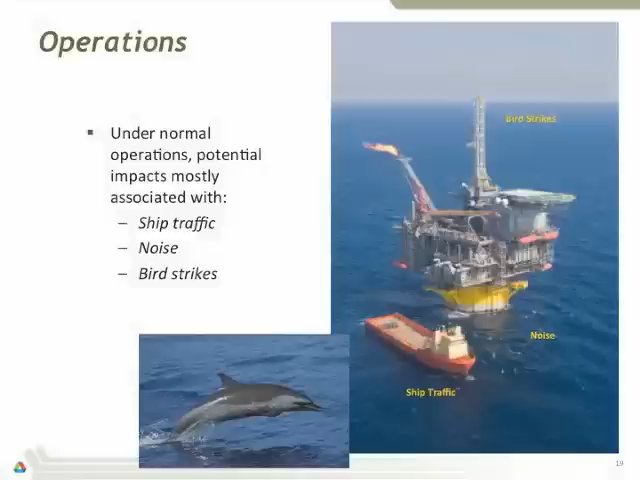 Operations
Under normal
operations, potential
impacts mostly
associated with:
– Ship traffic
– Noise
– Bird strikes
Bird Strikes
Noise
Ship Traffic
19